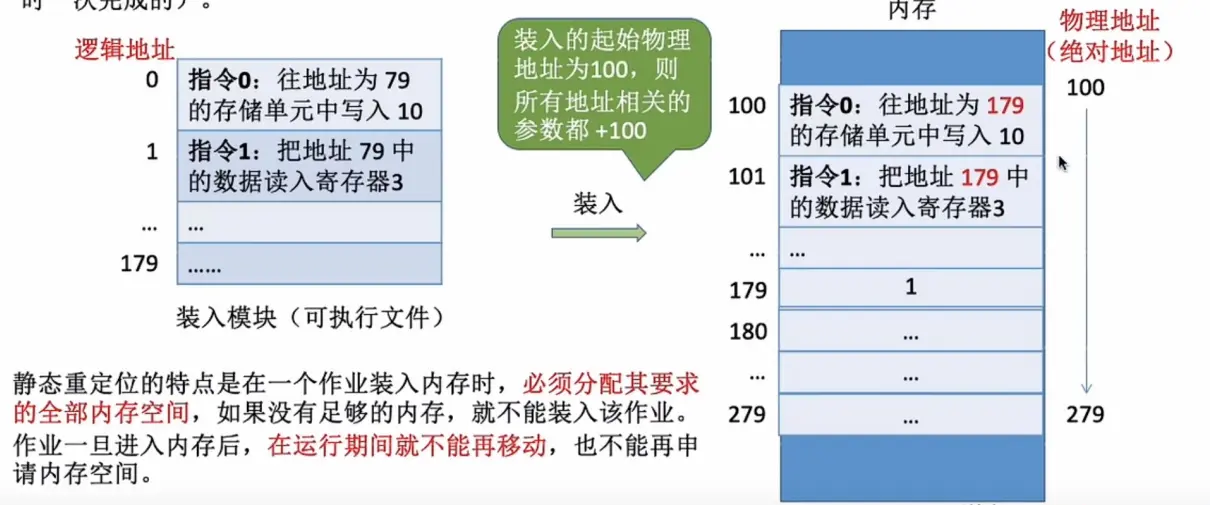 时一次完成的）。
逻辑地址
0
指令0：往地址为 79
的存储单元中写入 10
1
指令1：把地址 79 中
的数据读入寄存器3
...
...
179
......
装入模块（可执行文件）
装入的起始物理
地址为100，则
所有地址相关的
参数都 +100
装入
内存
物理地址
（绝对地址）
100
指令0：往地址为 179
的存储单元中写入 10
101
指令1：把地址 179 中
的数据读入寄存器3
...
...
179
1
180
...
...
...
279
...
100
279
静态重定位的特点是在一个作业装入内存时，必须分配其要求
的全部内存空间，如果没有足够的内存，就不能装入该作业。
作业一旦进入内存后，在运行期间就不能再移动，也不能再申
请内存空间。